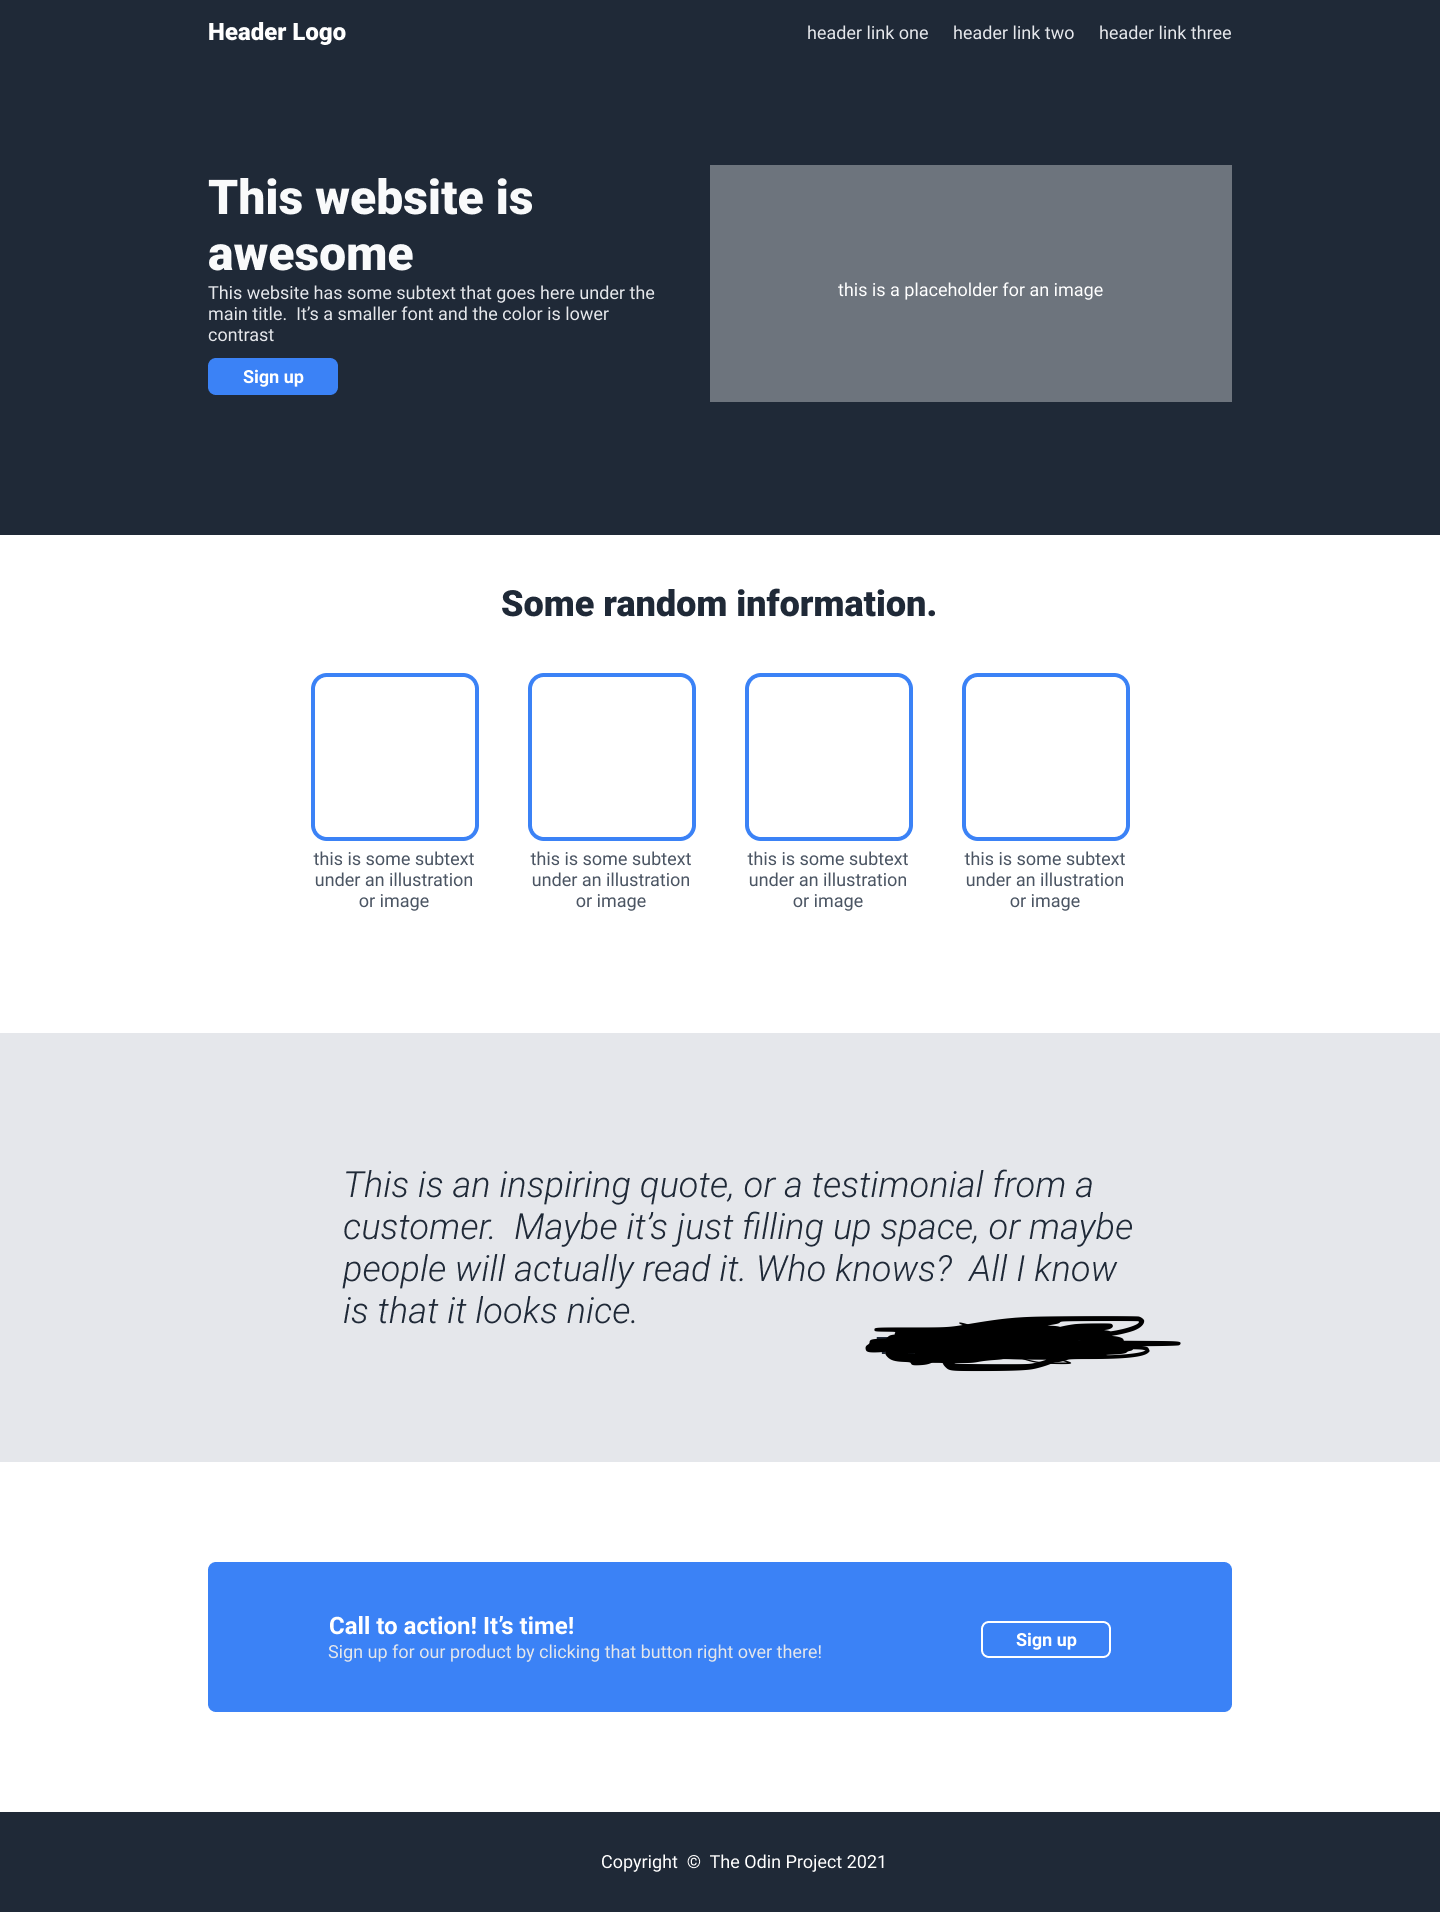 Header Logo
header link one header link two header link three
This website is
awesome
This website has some subtext that goes here under the
main title.  It’s a smaller font and the color is lower
contrast
Sign up
this is a placeholder for an image
Some random information.
this is some subtext
under an illustration
or image
this is some subtext
under an illustration
or image
this is some subtext
under an illustration
or image
this is some subtext
under an illustration
or image
This is an inspiring quote, or a testimonial from a
customer.  Maybe it’s just filling up space, or maybe
people will actually read it. Who knows?  All I know
is that it looks nice.
Call to action! It’s time!
Sign up for our product by clicking that button right over there!
Sign up
Copyright © The Odin Project 2021